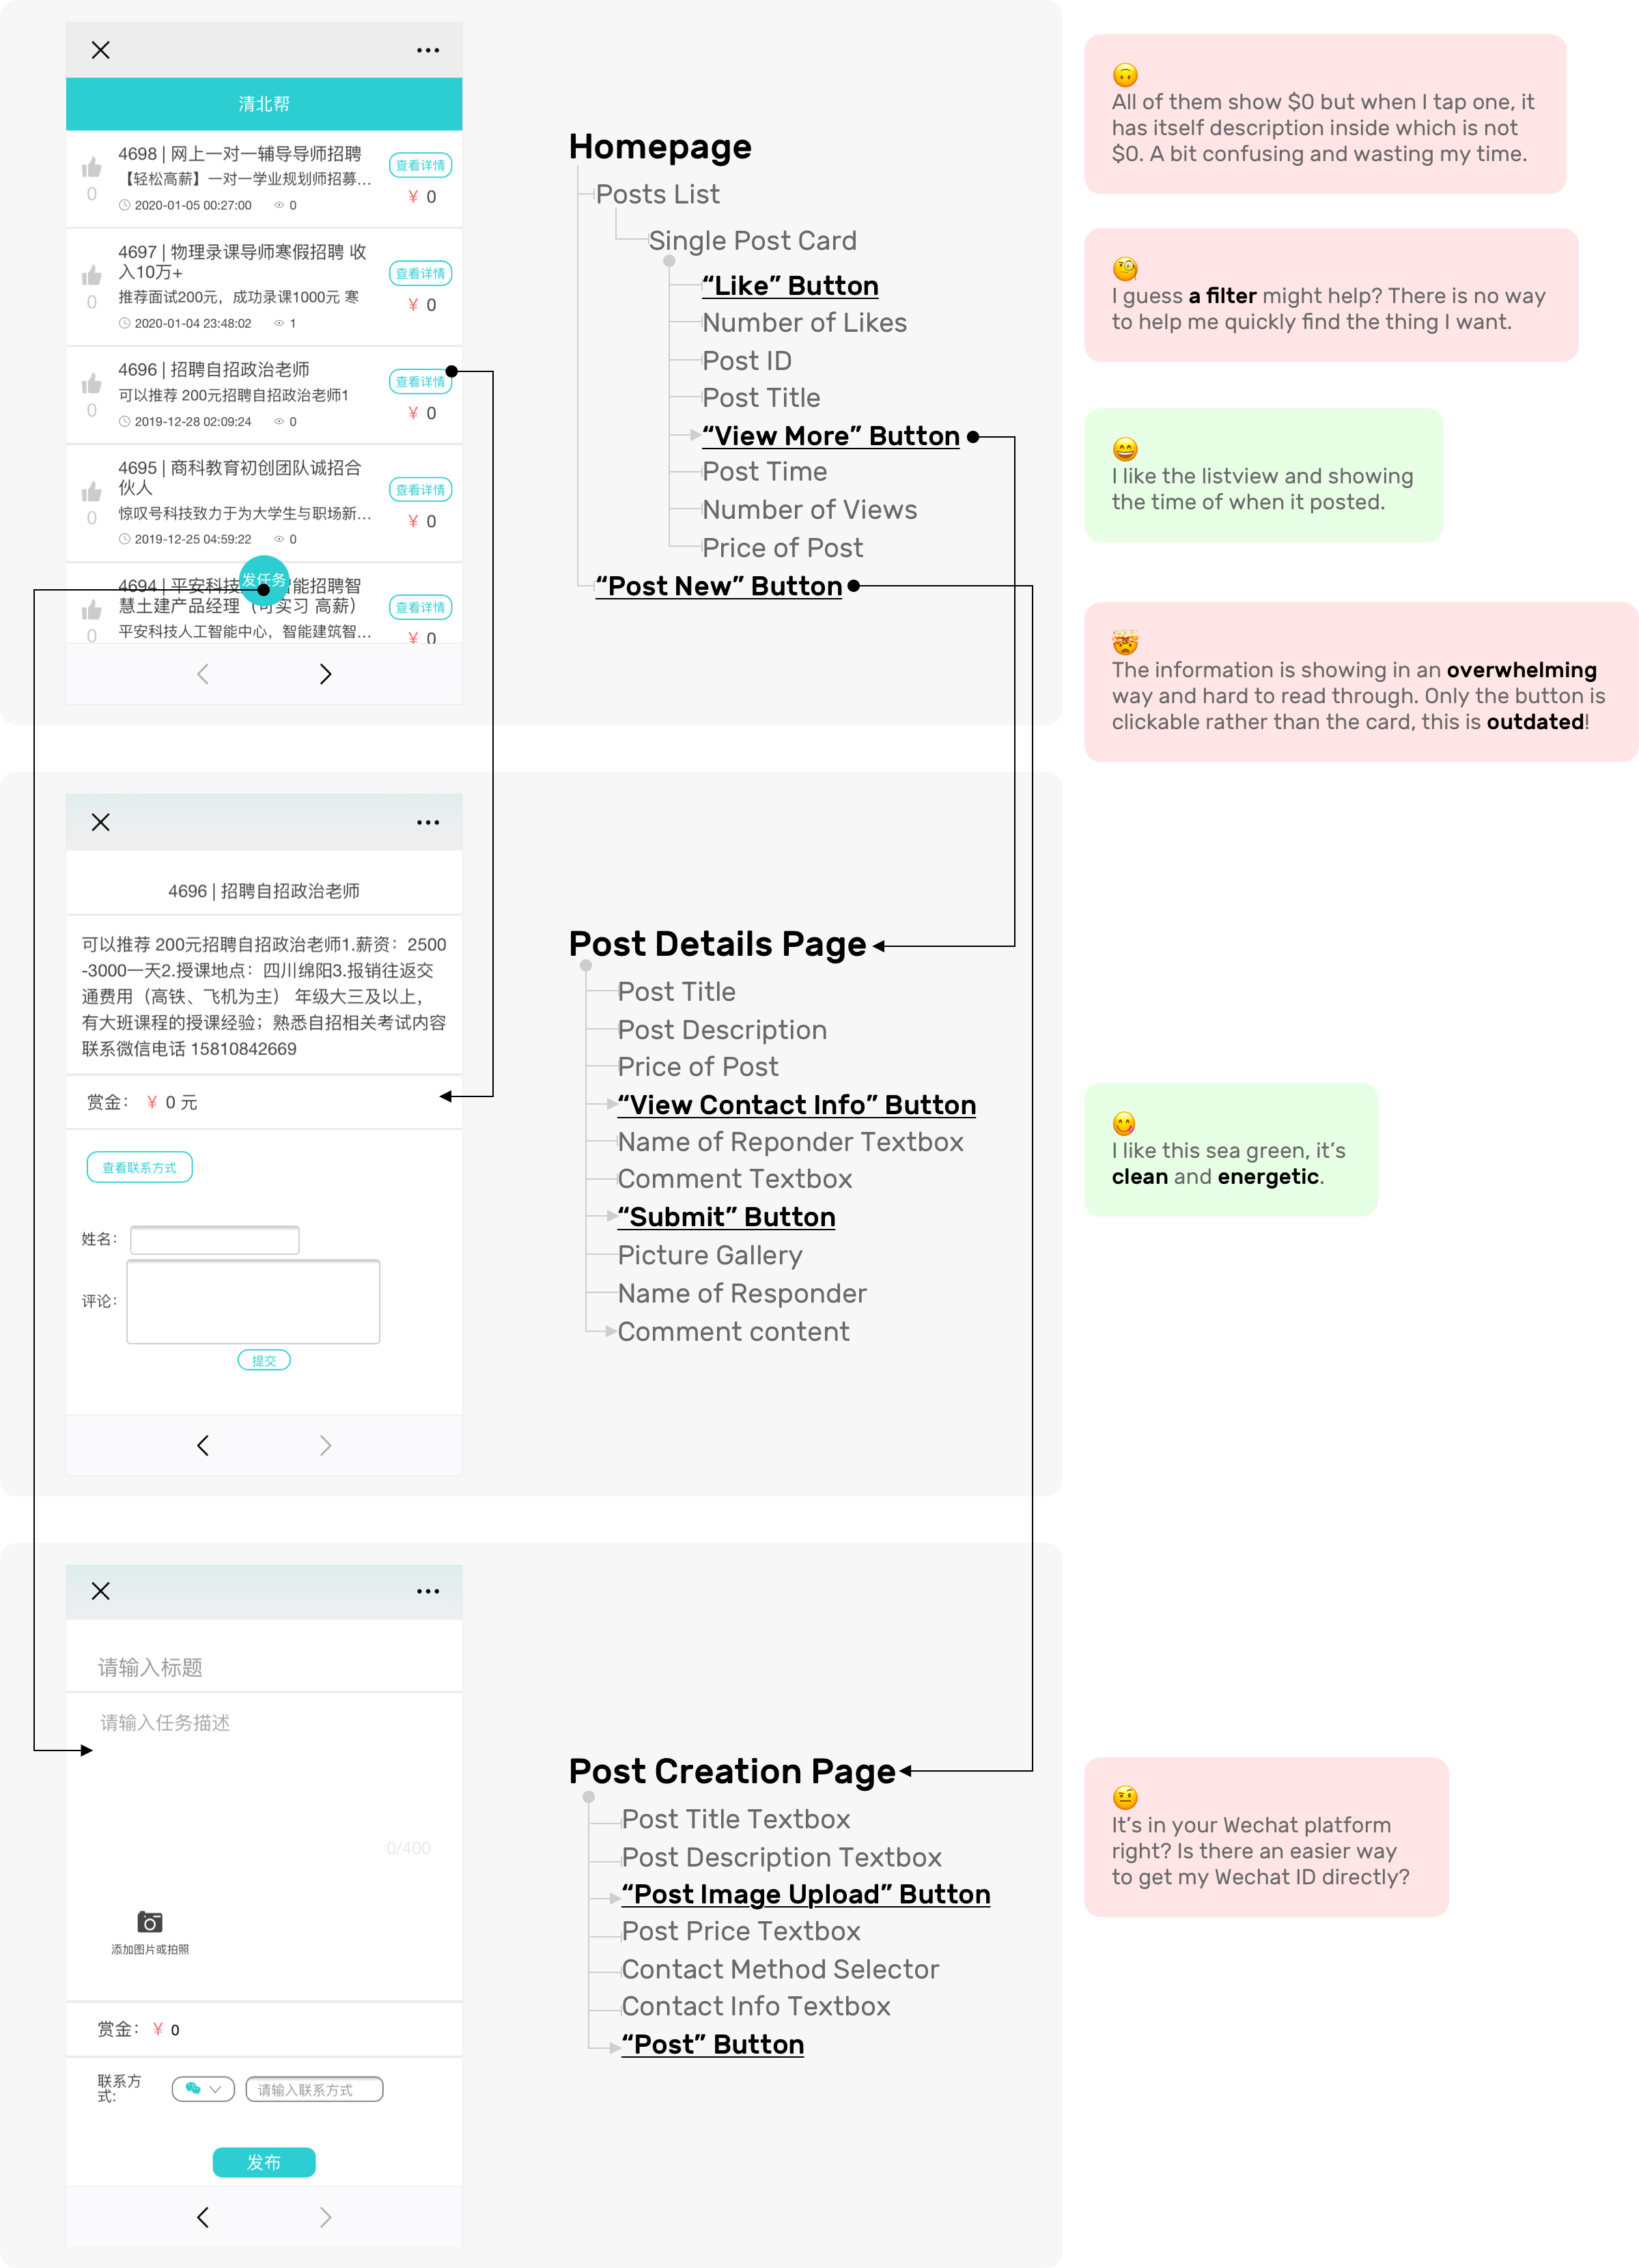 清北帮
4698 | 网上一对一辅导导师招聘
【轻松高薪】一对一学业规划师招募...
2020-01-05 00:27:00 0
0
查看详情
¥ 0
4697 | 物理录课导师寒假招聘 收
入10万+
推荐面试200元，成功录课1000元 寒
2020-01-04 23:48:02 1
0
查看详情
¥ 0
4696 | 招聘自招政治老师
可以推荐 200元招聘自招政治老师1
2019-12-28 02:09:24 0
0
查看详情
¥ 0
4695 | 商科教育初创团队诚招合
伙人
惊叹号科技致力于为大学生与职场新...
2019-12-25 04:59:22 0
0
查看详情
¥ 0
发任务
4694 | 平安科技 智能招聘智
慧土建产品经理（可实习 高薪）
平安科技人工智能中心，智能建筑智...
0
查看详情
¥ 0
Homepage
Posts List
Single Post Card
“Like” Button
Number of Likes
Post ID
Post Title
“View More” Button
Post Time
Number of Views
Price of Post
“Post New” Button
All of them show $0 but when I tap one, it
has itself description inside which is not
$0. A bit confusing and wasting my time.
I guess a filter might help? There is no way
to help me quickly find the thing I want.
I like the listview and showing
the time of when it posted.
The information is showing in an overwhelming
way and hard to read through. Only the button is
clickable rather than the card, this is outdated!
4696 | 招聘自招政治老师
可以推荐 200元招聘自招政治老师1.薪资：2500
-3000一天2.授课地点：四川绵阳3.报销往返交
通费用（高铁、飞机为主） 年级大三及以上，
有大班课程的授课经验；熟悉自招相关考试内容
联系微信电话 15810842669
赏金： ¥ 0 元
查看联系方式
姓名：
评论：
提交
Post Details Page
Post Title
Post Description
Price of Post
“View Contact Info” Button
Name of Reponder Textbox
Comment Textbox
“Submit” Button
Picture Gallery
Name of Responder
Comment content
I like this sea green, it’s
clean and energetic.
请输入标题
请输入任务描述
0/400
添加图片或拍照
赏金： ¥ 0
联系方
式:
请输入联系方式
发布
Post Creation Page
Post Title Textbox
Post Description Textbox
“Post Image Upload” Button
Post Price Textbox
Contact Method Selector
Contact Info Textbox
“Post” Button
It’s in your Wechat platform
right? Is there an easier way
to get my Wechat ID directly?